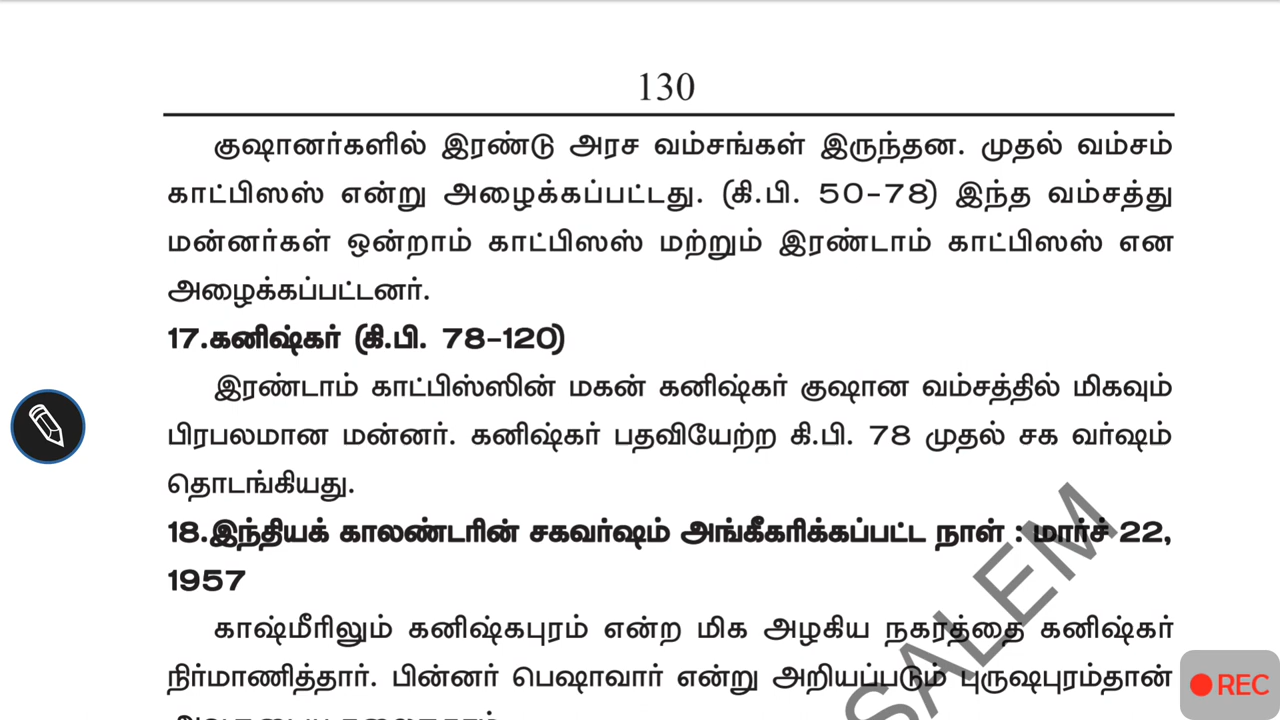 130
குஷானர்களில் இரண்டு அரச வம்சங்கள் இருந்தன. முதல் வம்சம்
காட்பிஸஸ் என்று அழைக்கப்பட்டது. (கி.பி. 50-78) இந்த வம்சத்து
மன்னர்கள் ஒன்றாம் காட்பிஸஸ் மற்றும் இரண்டாம் காட்பிஸஸ் என
அழைக்கப்பட்டனர்.
17.கனிஷ்கர் (கி.பி. 78-120)
இரண்டாம் காட்பிஸ்ஸின் மகன் கனிஷ்கர் குஷான வம்சத்தில் மிகவும்
பிரபலமான மன்னர். கனிஷ்கர் பதவியேற்ற கி.பி. 78 முதல் சக வர்ஷம்
தொடங்கியது.
18.இந்தியக் காலண்டரின் சகவர்ஷம் அங்கீகரிக்கப்பட்ட நாள் : மார்ச் 22,
1957
காஷ்மீரிலும் கனிஷ்கபுரம் என்ற மிக அழகிய நகரத்தை கனிஷ்கர்
நிர்மாணித்தார். பின்னர் பெஷாவார் என்று அறியப்படும் புருஷபுரம்தான்
SALEM
REC